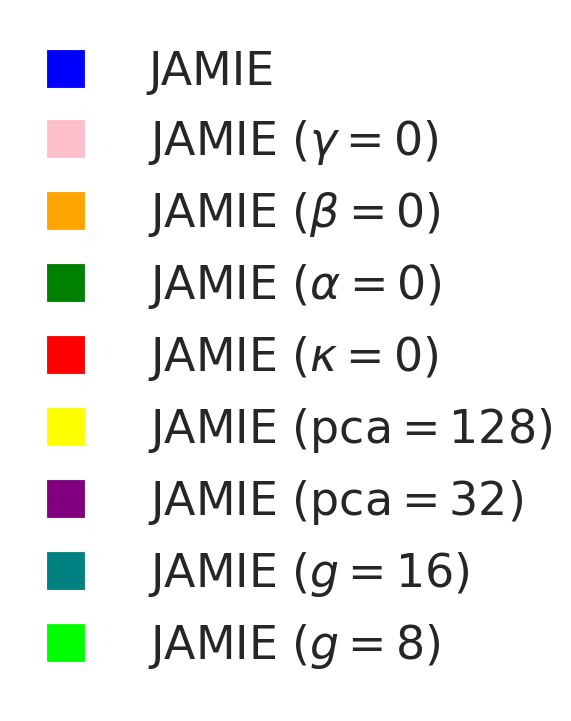 JAMIE
JAMIE (γ = 0)
JAMIE (β = 0)
JAMIE (α = 0)
JAMIE (κ = 0)
JAMIE (pca = 128)
JAMIE (pca = 32)
JAMIE (g = 16)
JAMIE (g = 8)